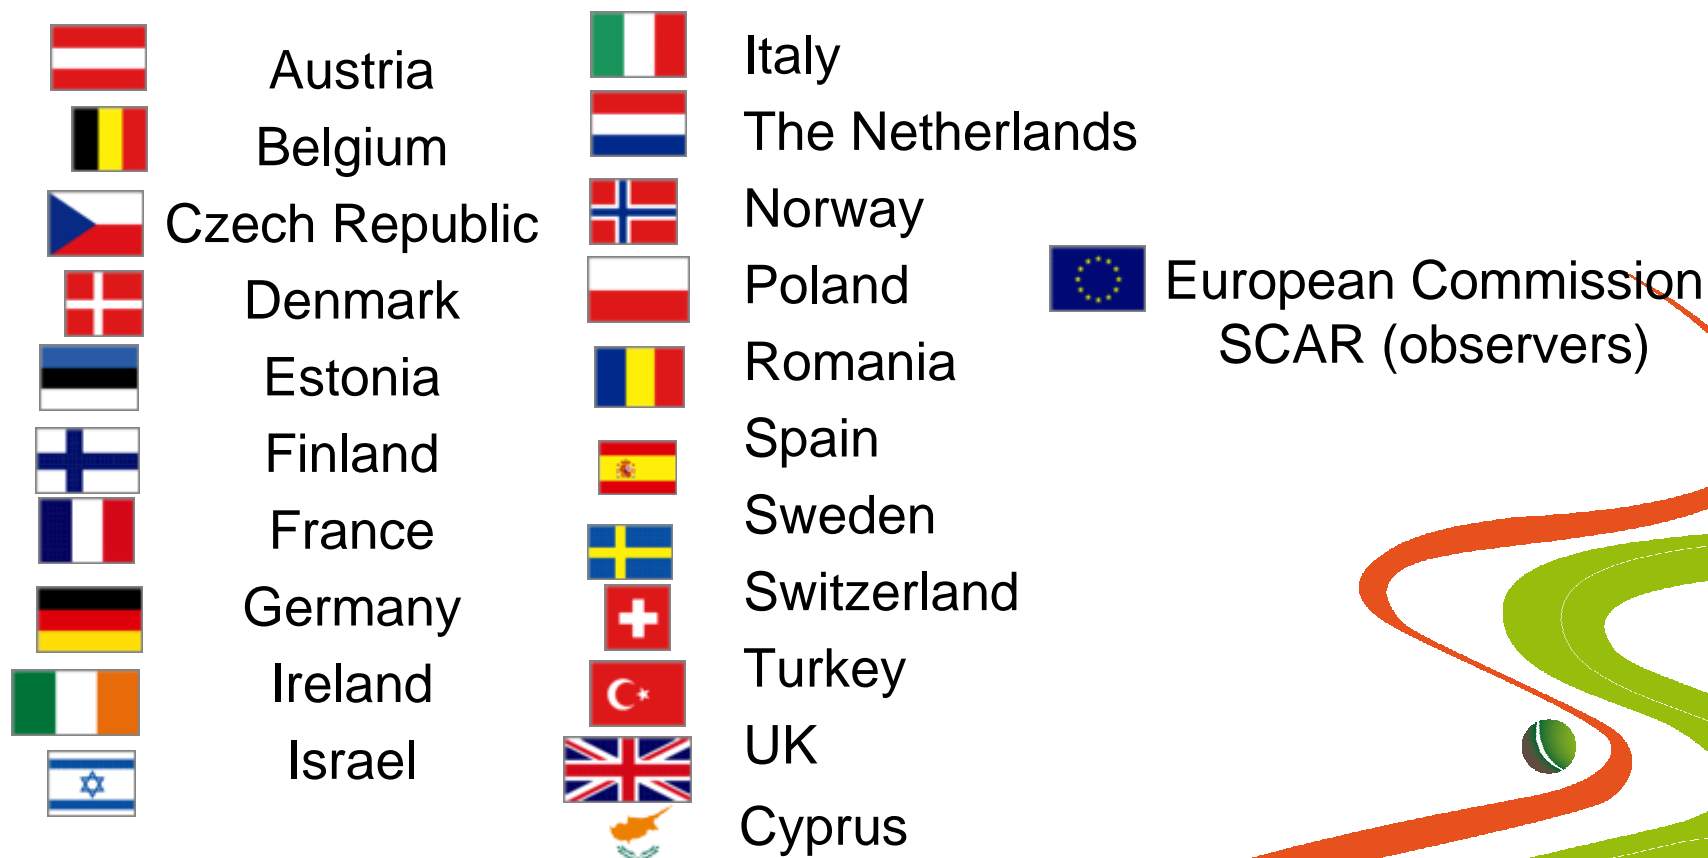 Austria
Belgium
Czech Republic
Denmark
Estonia
Finland
France
Germany
Ireland
Israel
Italy
The Netherlands
Norway
Poland
Romania
Spain
Sweden
Switzerland
Turkey
UK
Cyprus
European Commission
SCAR (observers)